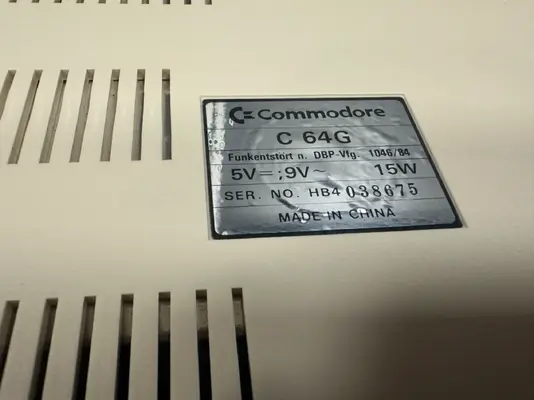 Commodore
C 64G
Funkentstört n. DBP-Vfg. 1046/84
5V⎓;9V~ 15W
SER. NO. HB4 038675
MADE IN CHINA